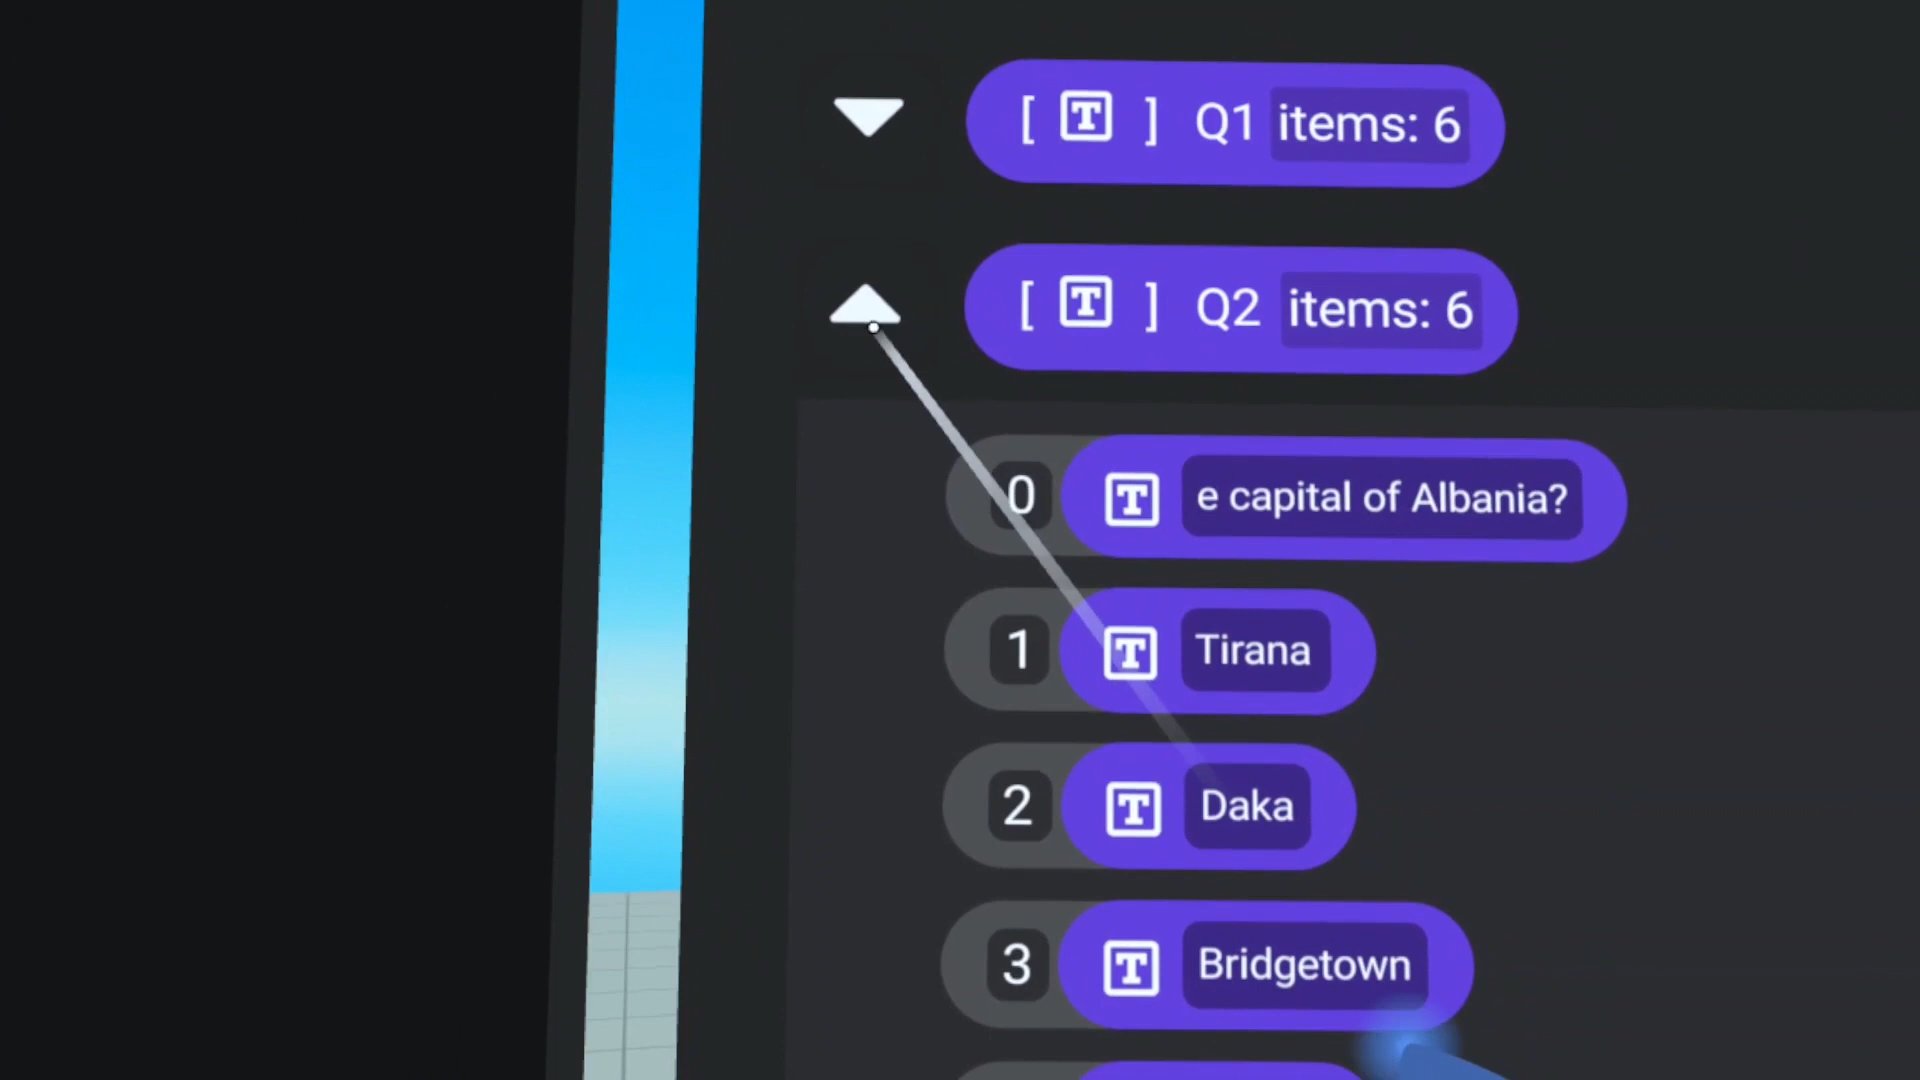 [ T ] Q1 items: 6
[ T ] Q2 items: 6
0 T e capital of Albania?
1 T Tirana
2 T Daka
3 T Bridgetown